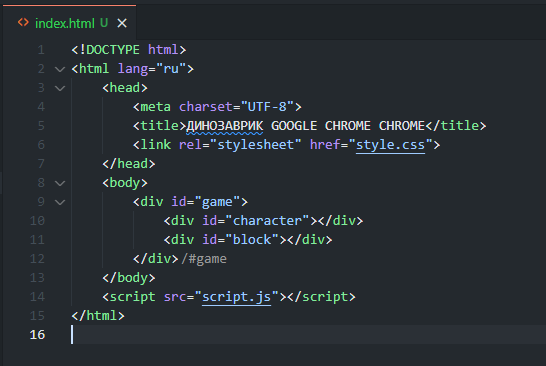 index.html U
1 <!DOCTYPE html>
2 <html lang="ru">
3 <head>
4 <meta charset="UTF-8">
5 <title>ДИНОЗАВРИК GOOGLE CHROME CHROME</title>
6 <link rel="stylesheet" href="style.css">
7 </head>
8 <body>
9 <div id="game">
10 <div id="character"></div>
11 <div id="block"></div>
12 </div>/#game
13 </body>
14 <script src="script.js"></script>
15 </html>
16